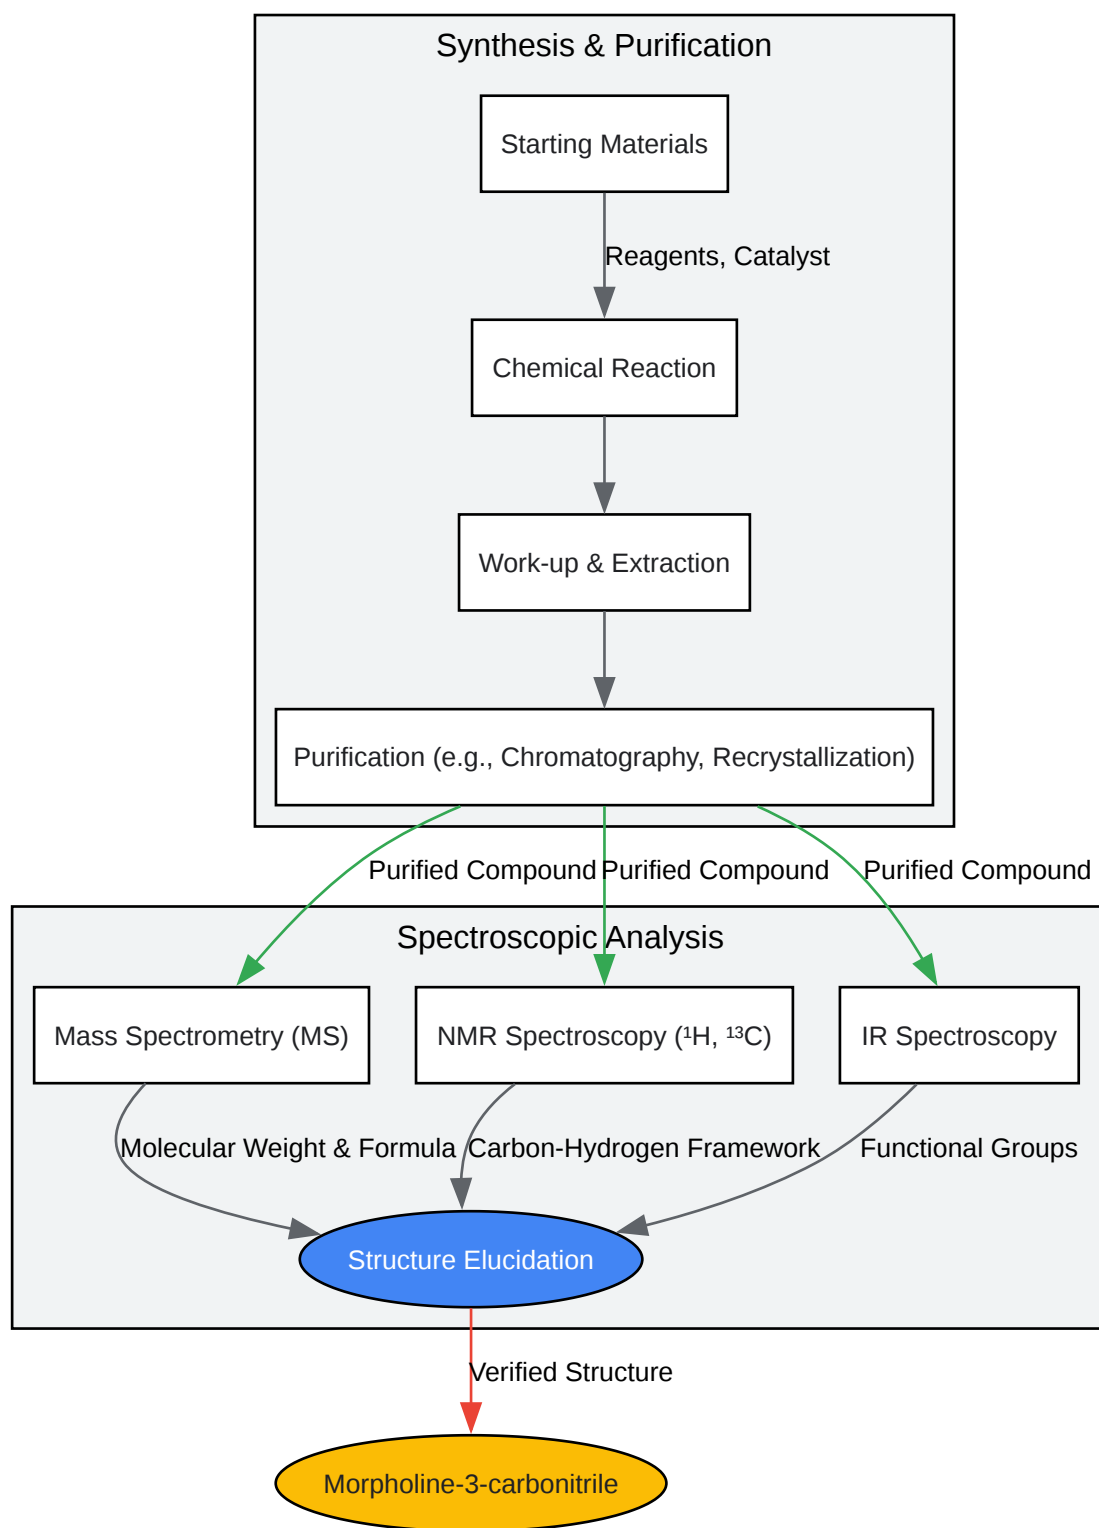 Synthesis & Purification
Starting Materials
Reagents, Catalyst
Chemical Reaction
Work-up & Extraction
Purification (e.g., Chromatography, Recrystallization)
Purified Compound
Purified Compound
Purified Compound
Spectroscopic Analysis
Mass Spectrometry (MS)
NMR Spectroscopy (¹H, ¹³C)
IR Spectroscopy
Molecular Weight & Formula
Carbon-Hydrogen Framework
Functional Groups
Structure Elucidation
Verified Structure
Morpholine-3-carbonitrile